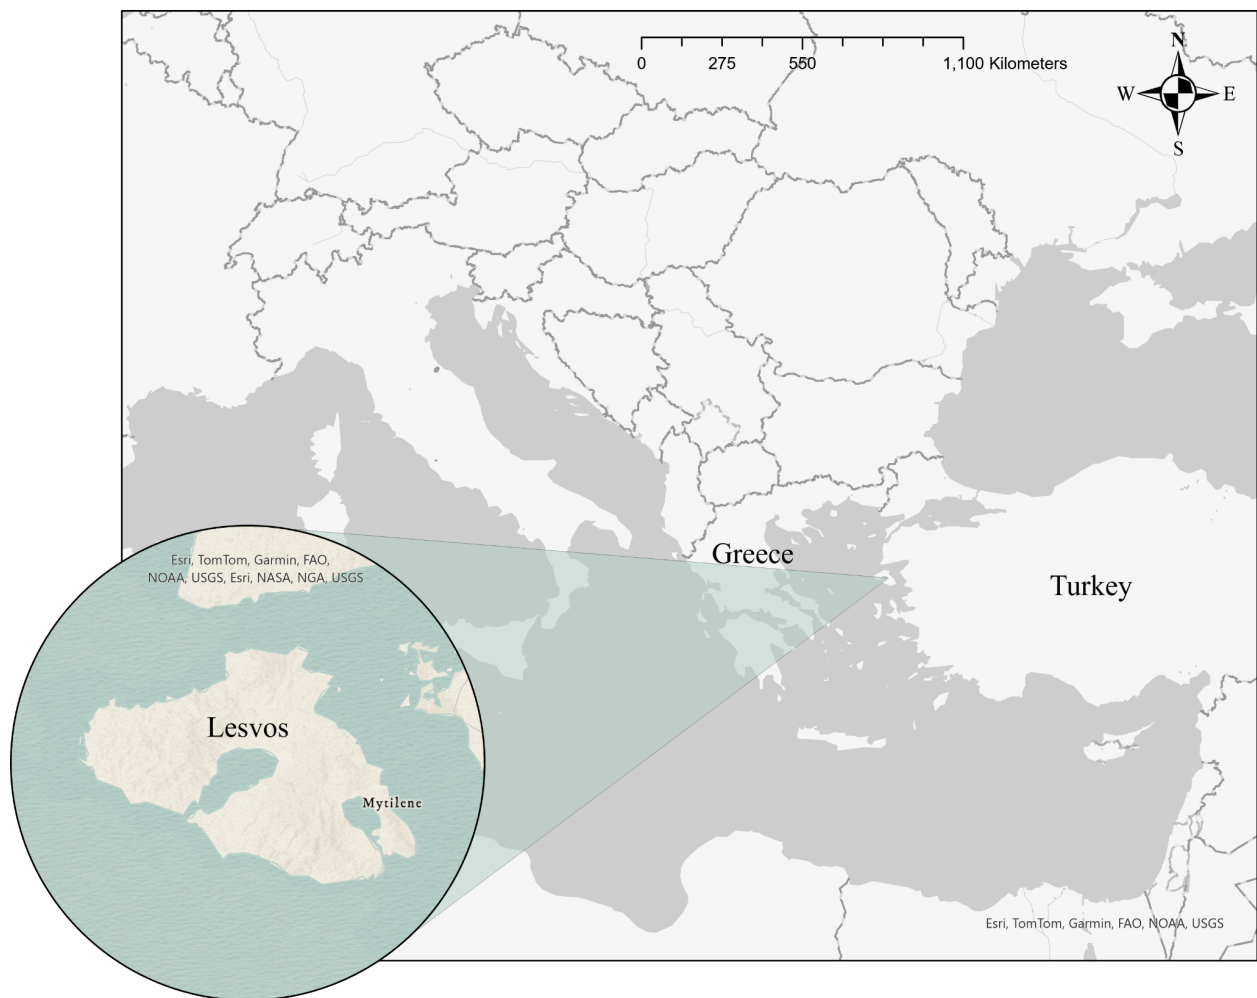 N
0 275 550 1,100 Kilometers
W E
S
Greece
Esri, TomTom, Garmin, FAO,
NOAA, USGS, Esri, NASA, NGA, USGS
Turkey
Lesvos
Mytilene
Esri, TomTom, Garmin, FAO, NOAA, USGS